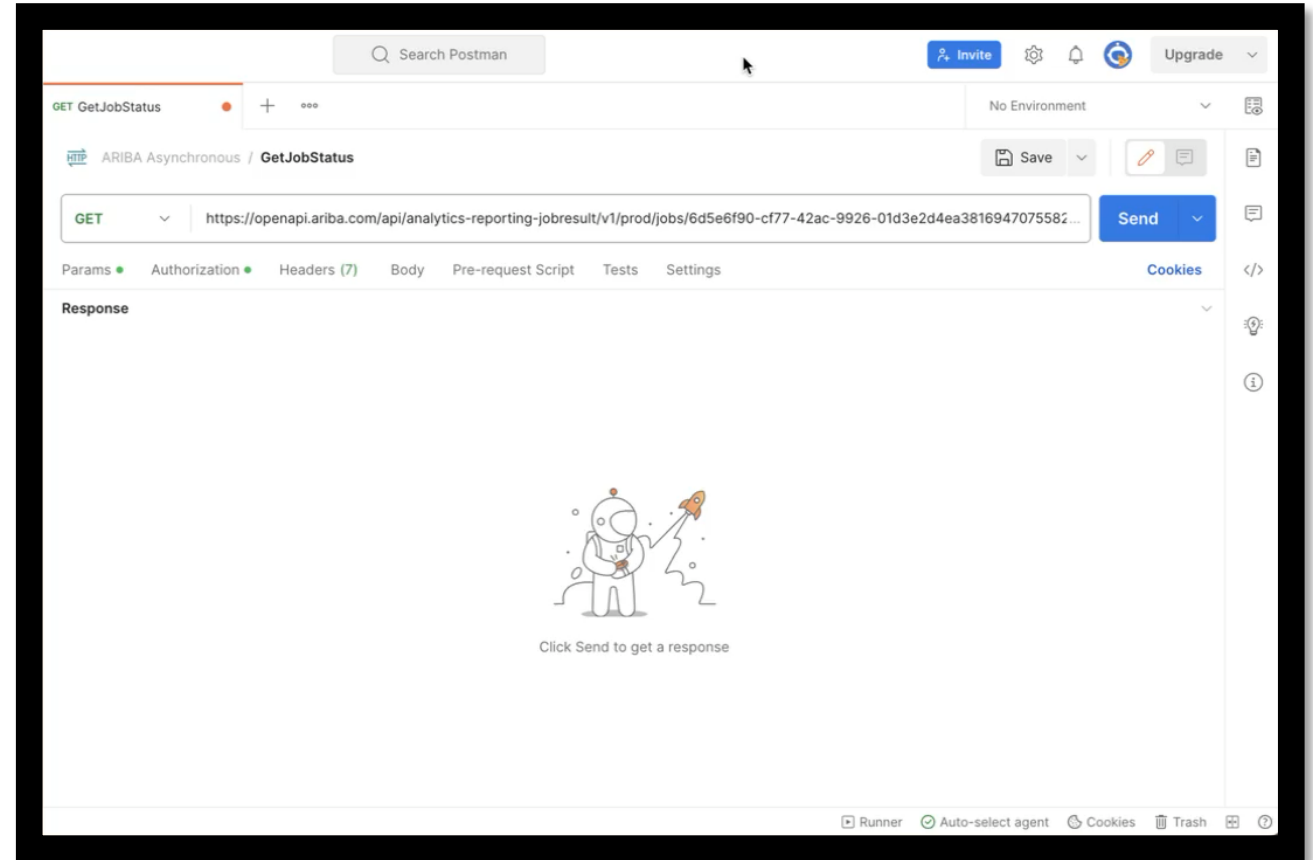 Search Postman
Invite
Upgrade
GET GetJobStatus
No Environment
HTTP ARIBA Asynchronous / GetJobStatus
Save
GET https://openapi.ariba.com/api/analytics-reporting-jobresult/v1/prod/jobs/6d5e6f90-cf77-42ac-9926-01d3e2d4ea3816947075582...
Send
Params Authorization Headers (7) Body Pre-request Script Tests Settings Cookies
Response
Click Send to get a response
Runner Auto-select agent Cookies Trash